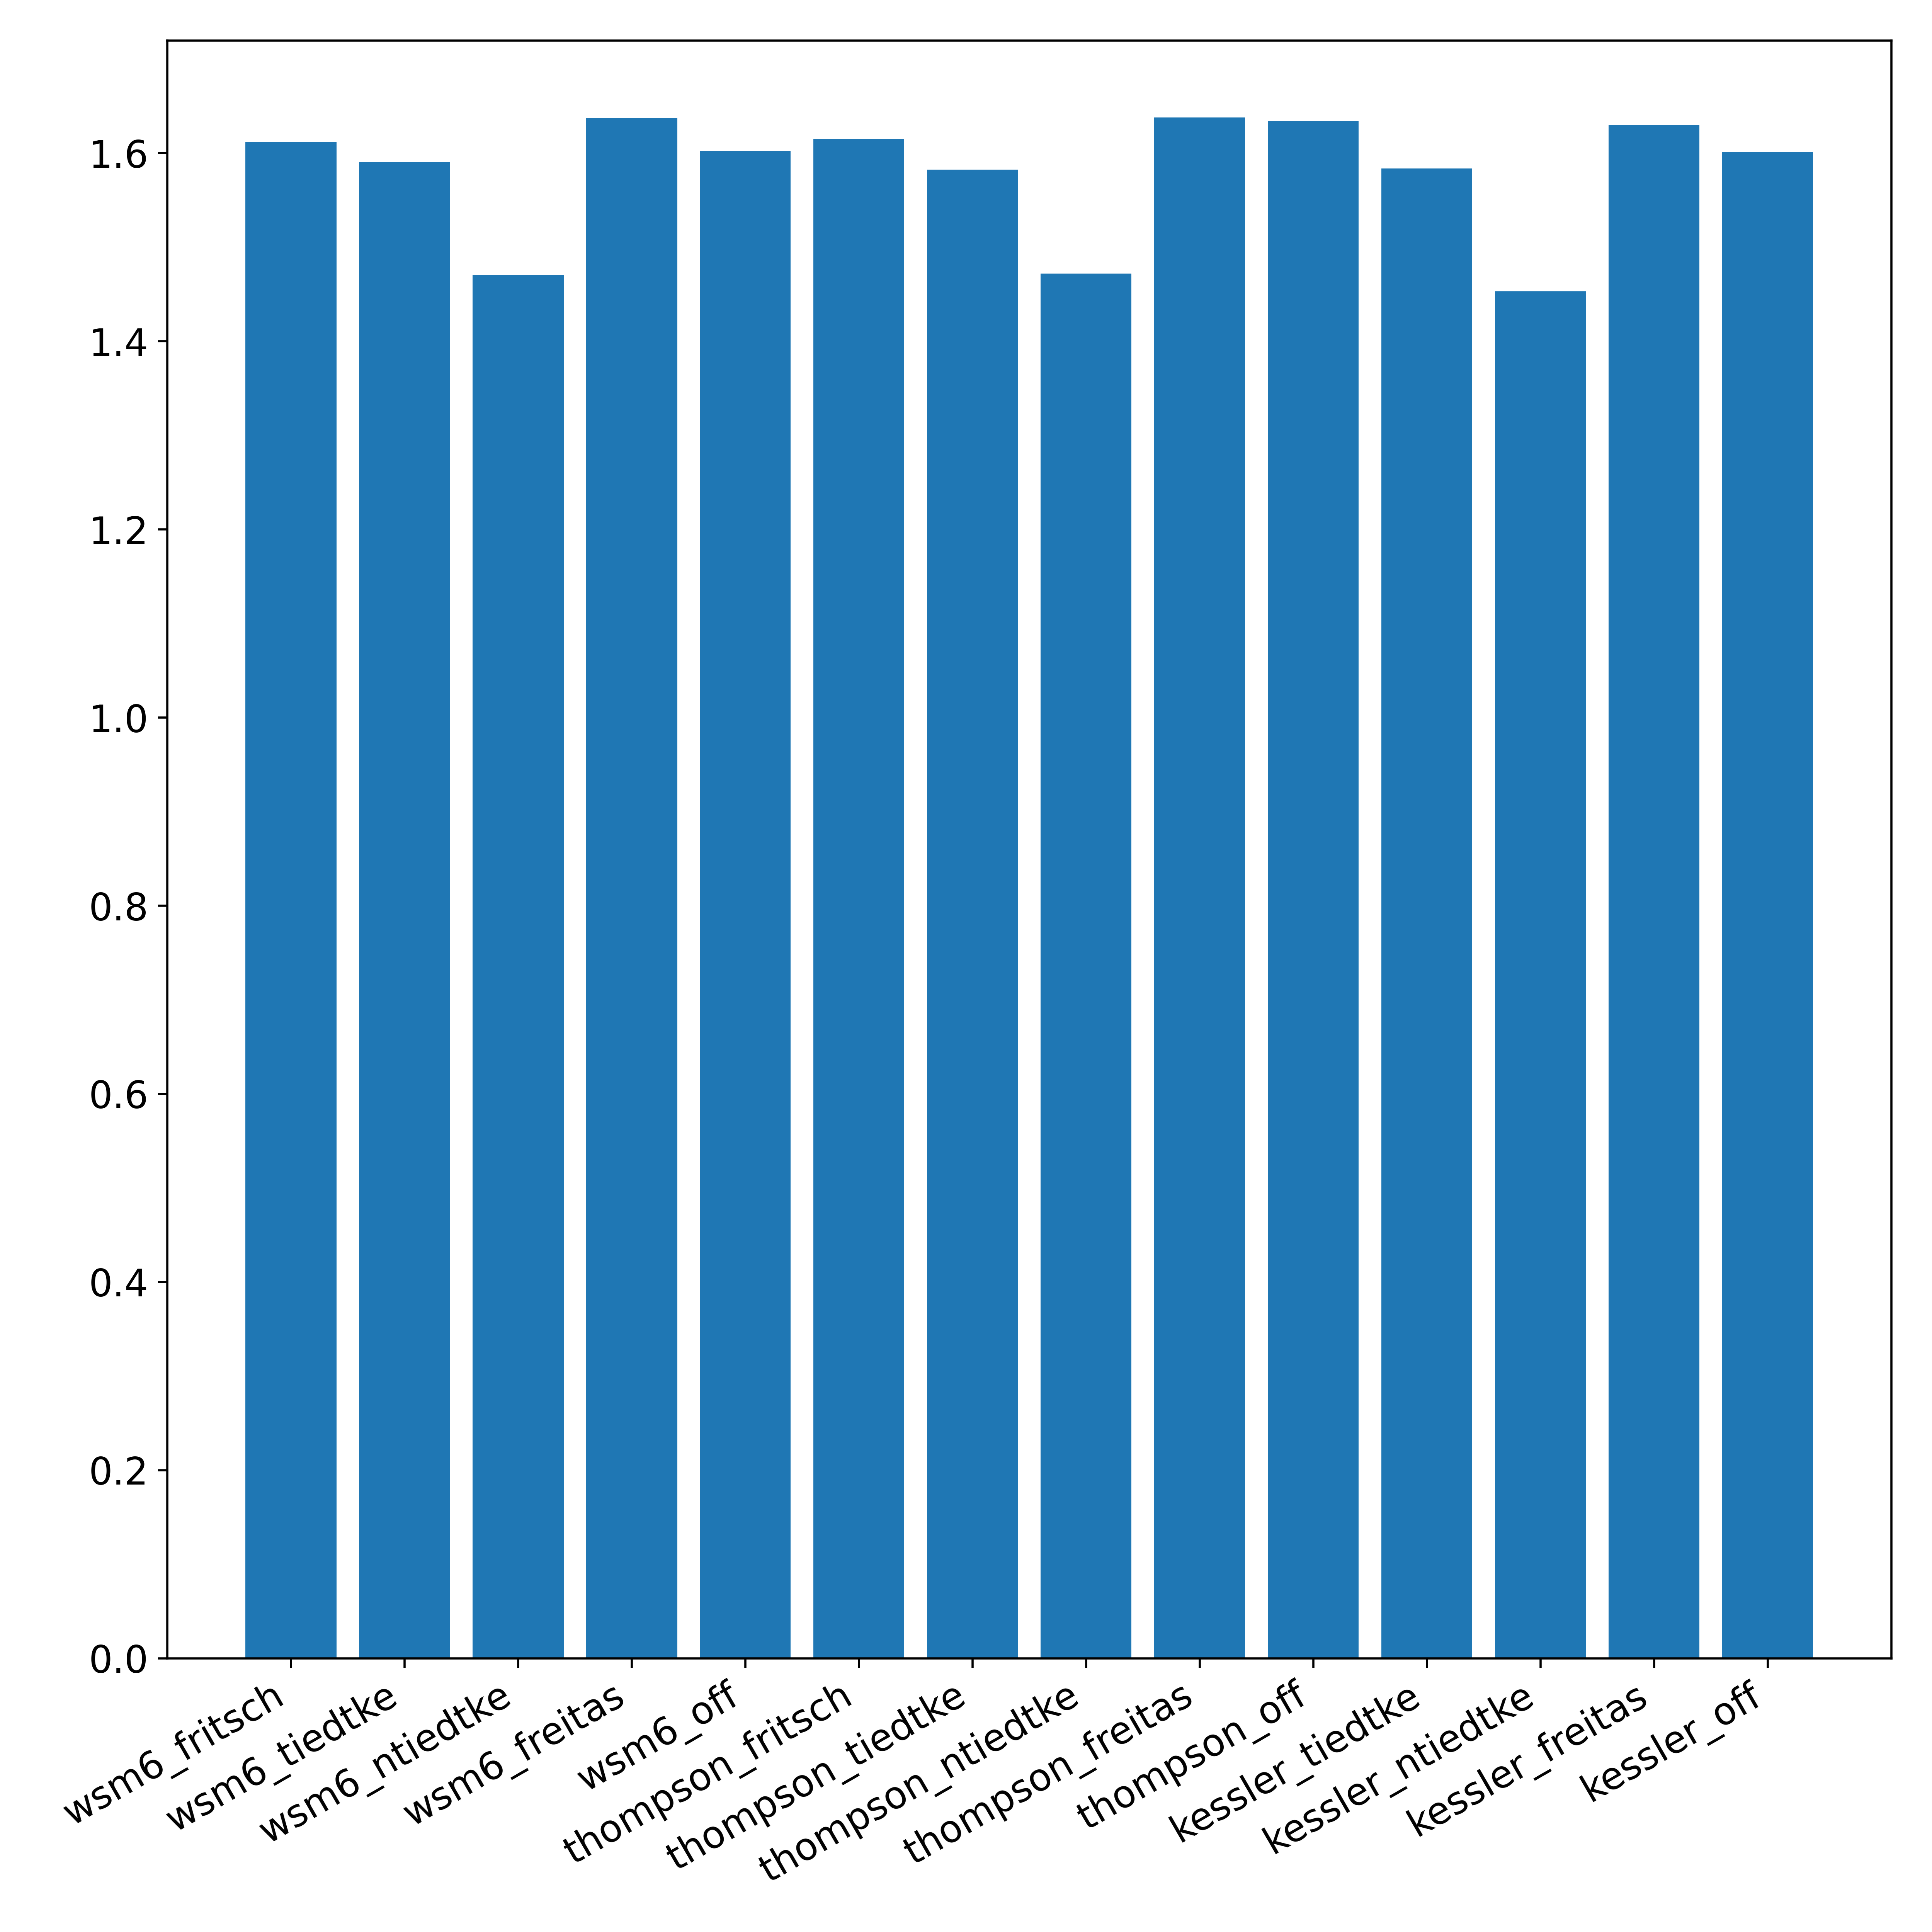 1.6
1.4
1.2
1.0
0.8
0.6
0.4
0.2
0.0
wsm6_fritsch
wsm6_tiedtke
wsm6_ntiedtke
wsm6_freitas
wsm6_off
thompson_fritsch
thompson_tiedtke
thompson_ntiedtke
thompson_freitas
thompson_off
kessler_tiedtke
kessler_ntiedtke
kessler_freitas
kessler_off